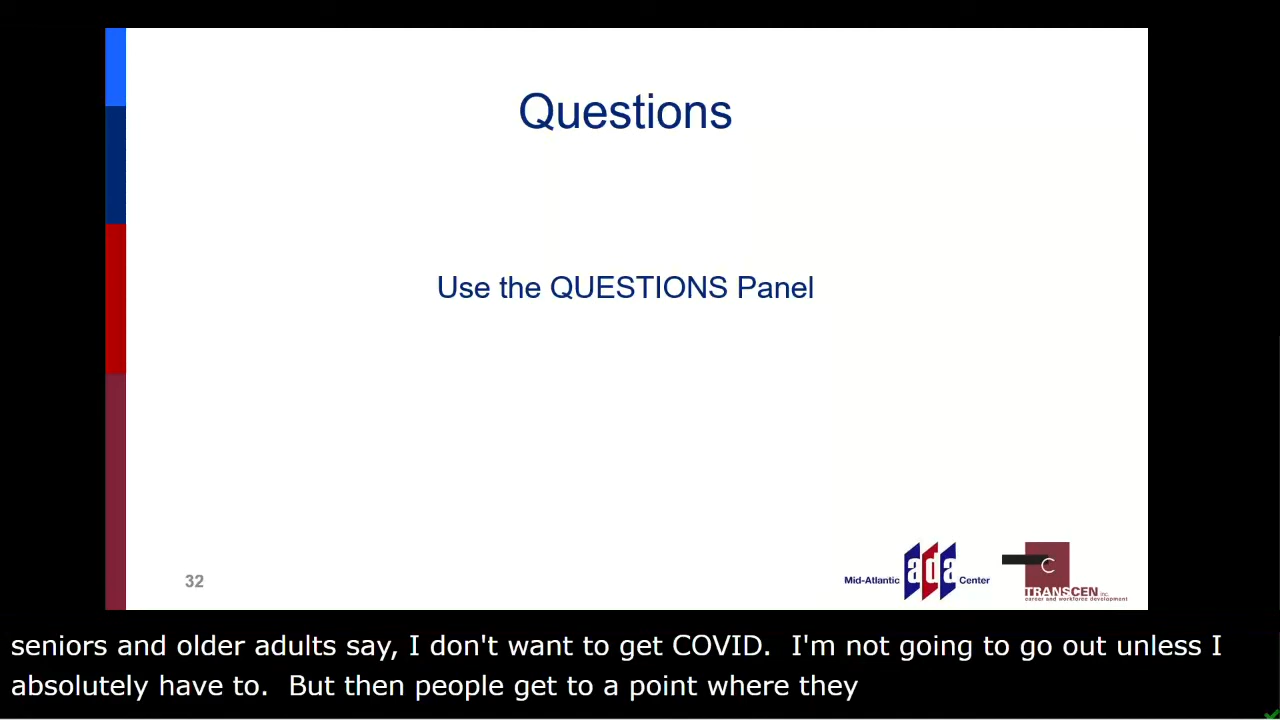 Questions
Use the QUESTIONS Panel
32
Mid-Atlantic ada Center
C
TRANSCEN inc.
career and workforce development
seniors and older adults say, I don't want to get COVID.  I'm not going to go out unless I
absolutely have to.  But then people get to a point where they